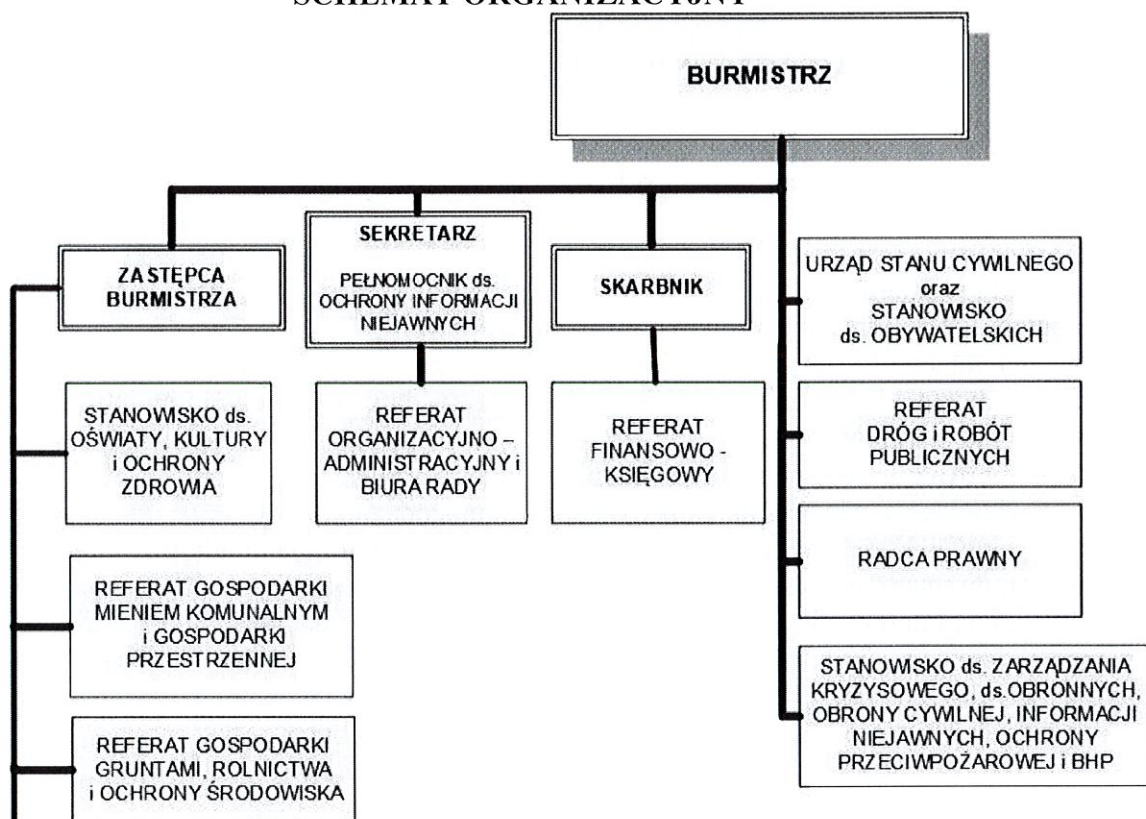 SCHEMAT ORGANIZACYJNY
BURMISTRZ
ZASTĘPCA
BURMISTRZA
SEKRETARZ
PEŁNOMOCNIK ds.
OCHRONY INFORMACJI
NIEJAWNYCH
SKARBNIK
URZĄD STANU CYWILNEGO
oraz
STANOWISKO
ds. OBYWATELSKICH
STANOWISKO ds.
OŚWIATY, KULTURY
i OCHRONY
ZDROWIA
REFERAT
ORGANIZACYJNO –
ADMINISTRACYJNY i
BIURA RADY
REFERAT
FINANSOWO -
KSIĘGOWY
REFERAT
DRÓG i ROBÓT
PUBLICZNYCH
RADCA PRAWNY
REFERAT GOSPODARKI
MIENIEM KOMUNALNYM
i GOSPODARKI
PRZESTRZENNEJ
STANOWISKO ds. ZARZĄDZANIA
KRYZYSOWEGO, ds.OBRONNYCH,
OBRONY CYWILNEJ, INFORMACJI
NIEJAWNYCH, OCHRONY
PRZECIWPOŻAROWEJ i BHP
REFERAT GOSPODARKI
GRUNTAMI, ROLNICTWA
i OCHRONY ŚRODOWISKA